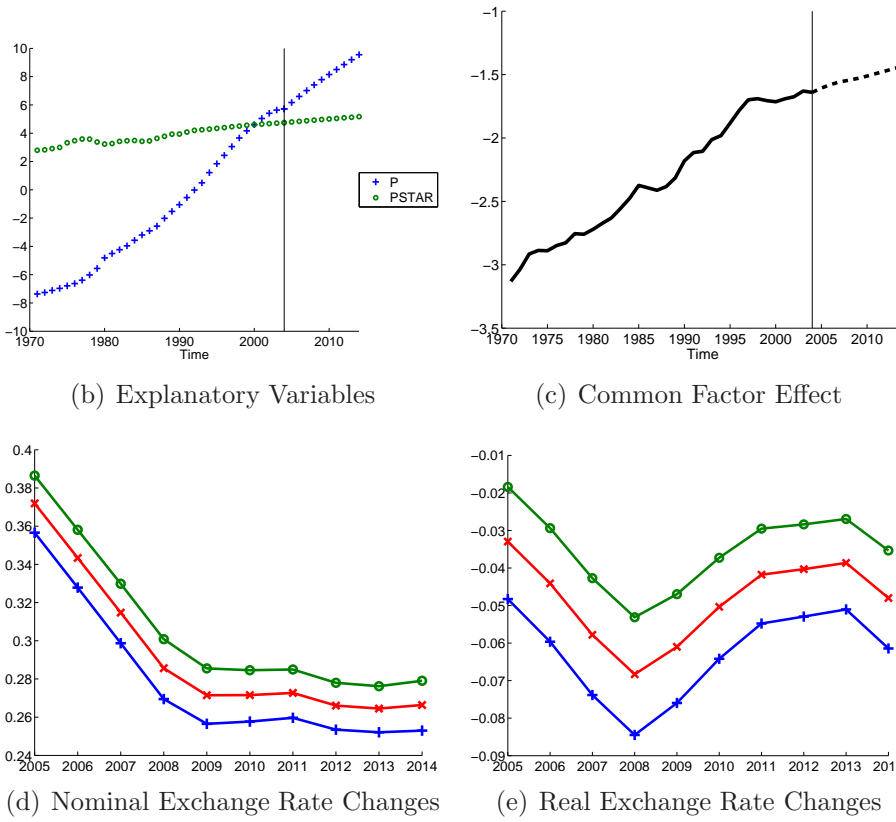 10
8
6
4
2
0
−2
−4
−6
−8
−10
1970 1980 1990 2000 2010
Time
P
PSTAR
(b) Explanatory Variables
−1
−1.5
−2
−2.5
−3
−3.5
1970 1975 1980 1985 1990 1995 2000 2005 2010
Time
(c) Common Factor Effect
0.4
0.38
0.36
0.34
0.32
0.3
0.28
0.26
0.24
2005 2006 2007 2008 2009 2010 2011 2012 2013 2014
(d) Nominal Exchange Rate Changes
−0.01
−0.02
−0.03
−0.04
−0.05
−0.06
−0.07
−0.08
−0.09
2005 2006 2007 2008 2009 2010 2011 2012 2013 201
(e) Real Exchange Rate Changes